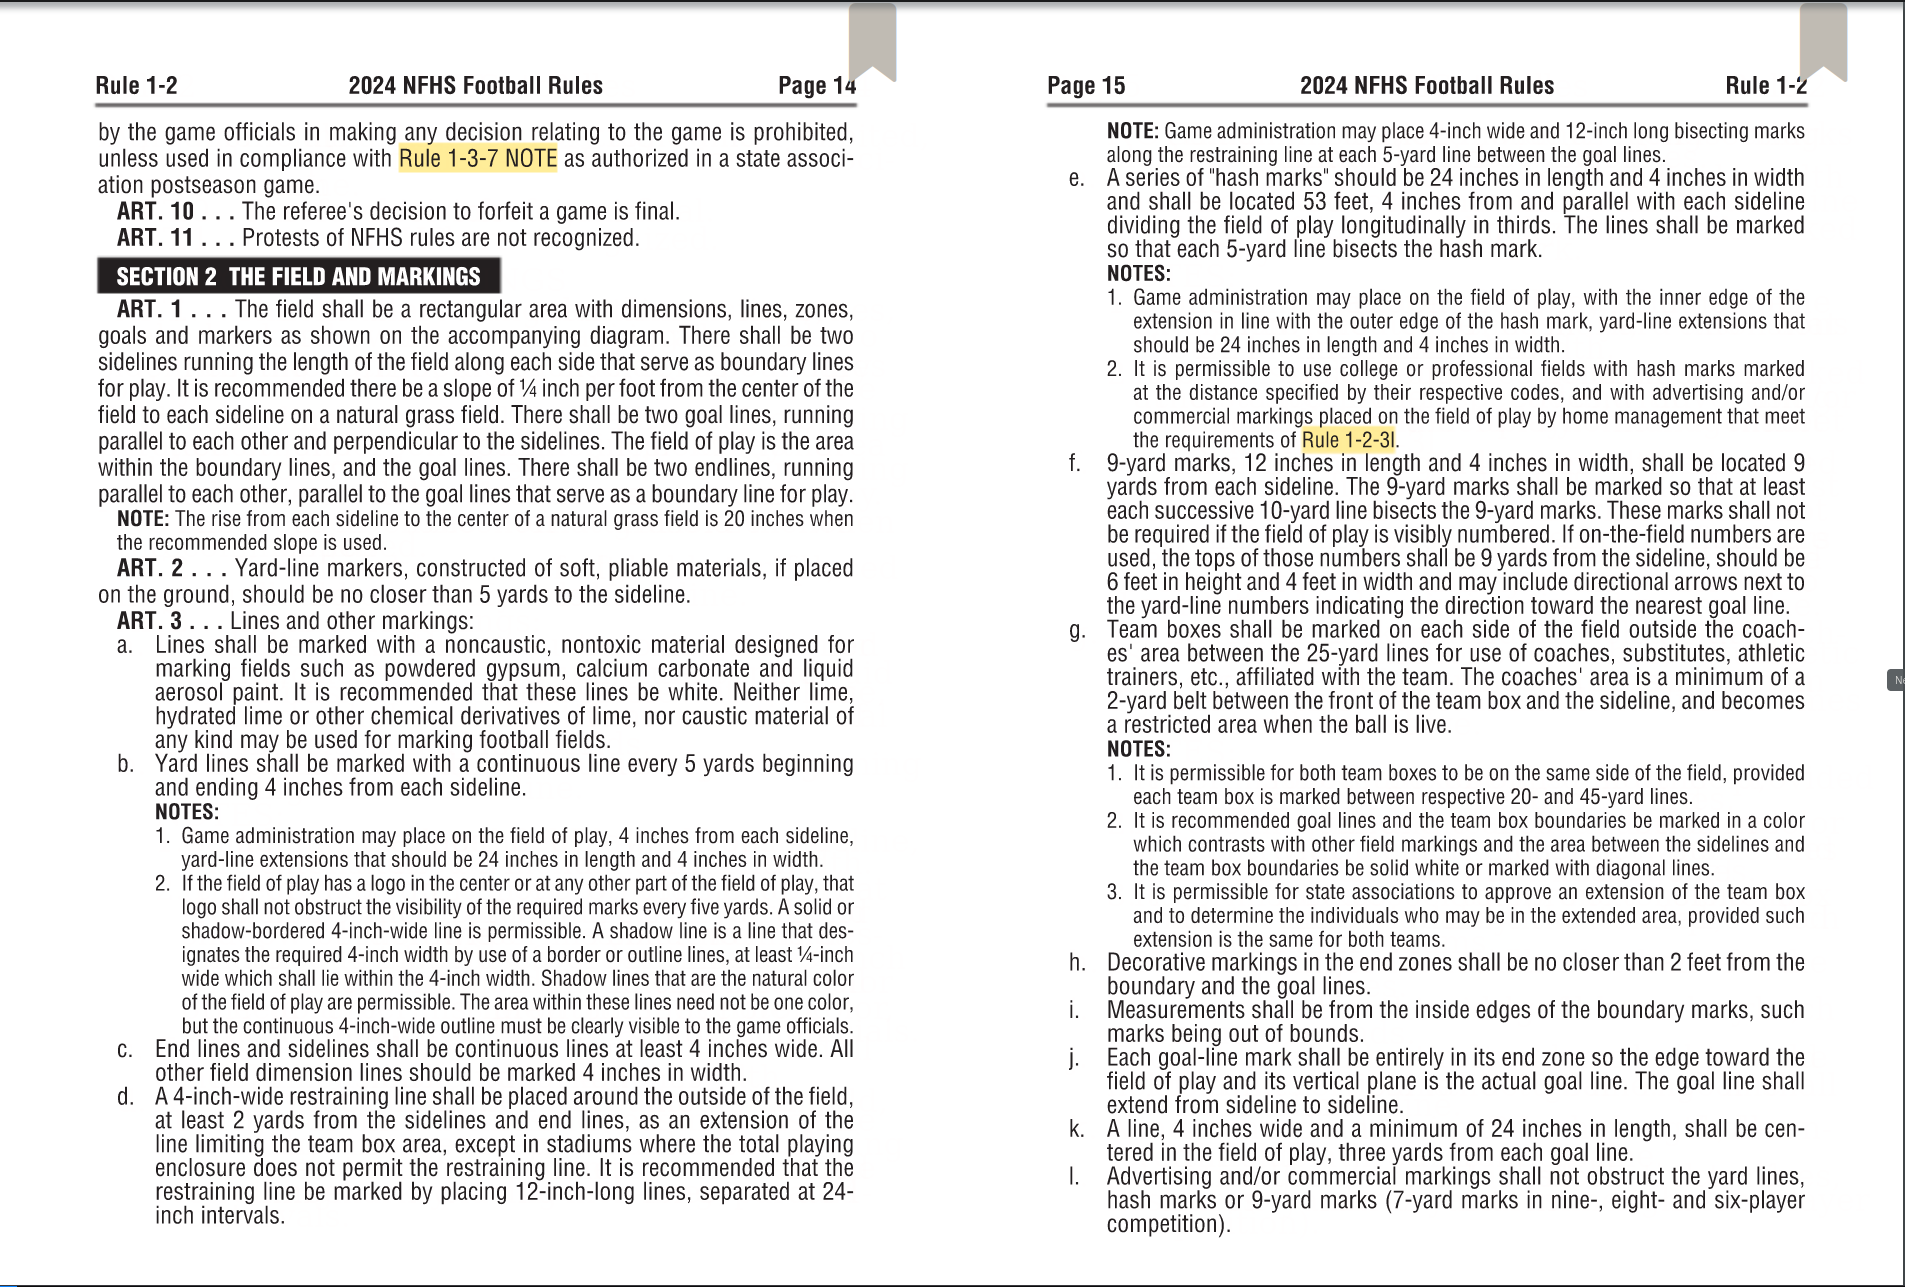 Rule 1-2 2024 NFHS Football Rules Page 14
by the game officials in making any decision relating to the game is prohibited,
unless used in compliance with Rule 1-3-7 NOTE as authorized in a state associ-
ation postseason game.
ART. 10 . . . The referee's decision to forfeit a game is final.
ART. 11 . . . Protests of NFHS rules are not recognized.
SECTION 2 THE FIELD AND MARKINGS
ART. 1 . . . The field shall be a rectangular area with dimensions, lines, zones,
goals and markers as shown on the accompanying diagram. There shall be two
sidelines running the length of the field along each side that serve as boundary lines
for play. It is recommended there be a slope of ¼ inch per foot from the center of the
field to each sideline on a natural grass field. There shall be two goal lines, running
parallel to each other and perpendicular to the sidelines. The field of play is the area
within the boundary lines, and the goal lines. There shall be two endlines, running
parallel to each other, parallel to the goal lines that serve as a boundary line for play.
NOTE: The rise from each sideline to the center of a natural grass field is 20 inches when
the recommended slope is used.
ART. 2 . . . Yard-line markers, constructed of soft, pliable materials, if placed
on the ground, should be no closer than 5 yards to the sideline.
ART. 3 . . . Lines and other markings:
a. Lines shall be marked with a noncaustic, nontoxic material designed for
marking fields such as powdered gypsum, calcium carbonate and liquid
aerosol paint. It is recommended that these lines be white. Neither lime,
hydrated lime or other chemical derivatives of lime, nor caustic material of
any kind may be used for marking football fields.
b. Yard lines shall be marked with a continuous line every 5 yards beginning
and ending 4 inches from each sideline.
NOTES:
1. Game administration may place on the field of play, 4 inches from each sideline,
yard-line extensions that should be 24 inches in length and 4 inches in width.
2. If the field of play has a logo in the center or at any other part of the field of play, that
logo shall not obstruct the visibility of the required marks every five yards. A solid or
shadow-bordered 4-inch-wide line is permissible. A shadow line is a line that des-
ignates the required 4-inch width by use of a border or outline lines, at least ¼-inch
wide which shall lie within the 4-inch width. Shadow lines that are the natural color
of the field of play are permissible. The area within these lines need not be one color,
but the continuous 4-inch-wide outline must be clearly visible to the game officials.
c. End lines and sidelines shall be continuous lines at least 4 inches wide. All
other field dimension lines should be marked 4 inches in width.
d. A 4-inch-wide restraining line shall be placed around the outside of the field,
at least 2 yards from the sidelines and end lines, as an extension of the
line limiting the team box area, except in stadiums where the total playing
enclosure does not permit the restraining line. It is recommended that the
restraining line be marked by placing 12-inch-long lines, separated at 24-
inch intervals.
Page 15 2024 NFHS Football Rules Rule 1-2
NOTE: Game administration may place 4-inch wide and 12-inch long bisecting marks
along the restraining line at each 5-yard line between the goal lines.
e. A series of "hash marks" should be 24 inches in length and 4 inches in width
and shall be located 53 feet, 4 inches from and parallel with each sideline
dividing the field of play longitudinally in thirds. The lines shall be marked
so that each 5-yard line bisects the hash mark.
NOTES:
1. Game administration may place on the field of play, with the inner edge of the
extension in line with the outer edge of the hash mark, yard-line extensions that
should be 24 inches in length and 4 inches in width.
2. It is permissible to use college or professional fields with hash marks marked
at the distance specified by their respective codes, and with advertising and/or
commercial markings placed on the field of play by home management that meet
the requirements of Rule 1-2-3l.
f. 9-yard marks, 12 inches in length and 4 inches in width, shall be located 9
yards from each sideline. The 9-yard marks shall be marked so that at least
each successive 10-yard line bisects the 9-yard marks. These marks shall not
be required if the field of play is visibly numbered. If on-the-field numbers are
used, the tops of those numbers shall be 9 yards from the sideline, should be
6 feet in height and 4 feet in width and may include directional arrows next to
the yard-line numbers indicating the direction toward the nearest goal line.
g. Team boxes shall be marked on each side of the field outside the coach-
es' area between the 25-yard lines for use of coaches, substitutes, athletic
trainers, etc., affiliated with the team. The coaches' area is a minimum of a
2-yard belt between the front of the team box and the sideline, and becomes
a restricted area when the ball is live.
NOTES:
1. It is permissible for both team boxes to be on the same side of the field, provided
each team box is marked between respective 20- and 45-yard lines.
2. It is recommended goal lines and the team box boundaries be marked in a color
which contrasts with other field markings and the area between the sidelines and
the team box boundaries be solid white or marked with diagonal lines.
3. It is permissible for state associations to approve an extension of the team box
and to determine the individuals who may be in the extended area, provided such
extension is the same for both teams.
h. Decorative markings in the end zones shall be no closer than 2 feet from the
boundary and the goal lines.
i. Measurements shall be from the inside edges of the boundary marks, such
marks being out of bounds.
j. Each goal-line mark shall be entirely in its end zone so the edge toward the
field of play and its vertical plane is the actual goal line. The goal line shall
extend from sideline to sideline.
k. A line, 4 inches wide and a minimum of 24 inches in length, shall be cen-
tered in the field of play, three yards from each goal line.
l. Advertising and/or commercial markings shall not obstruct the yard lines,
hash marks or 9-yard marks (7-yard marks in nine-, eight- and six-player
competition).